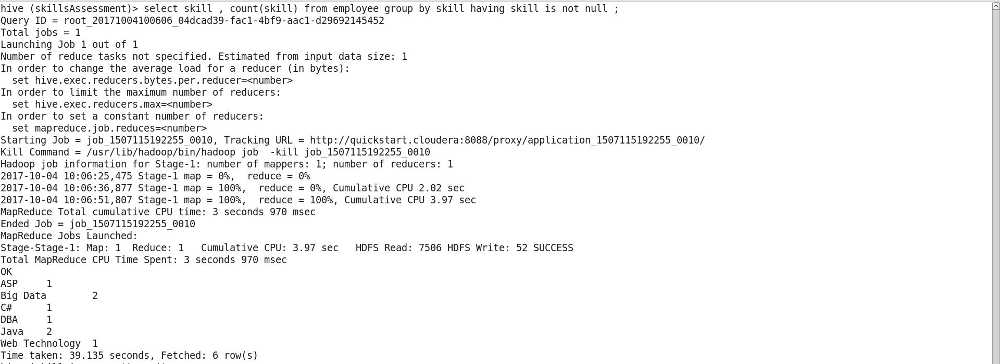 hive (skillsAssessment)> select skill , count(skill) from employee group by skill having skill is not null ;
Query ID = root_20171004100606_04dcad39-fac1-4bf9-aac1-d29692145452
Total jobs = 1
Launching Job 1 out of 1
Number of reduce tasks not specified. Estimated from input data size: 1
In order to change the average load for a reducer (in bytes):
  set hive.exec.reducers.bytes.per.reducer=<number>
In order to limit the maximum number of reducers:
  set hive.exec.reducers.max=<number>
In order to set a constant number of reducers:
  set mapreduce.job.reduces=<number>
Starting Job = job_1507115192255_0010, Tracking URL = http://quickstart.cloudera:8088/proxy/application_1507115192255_0010/
Kill Command = /usr/lib/hadoop/bin/hadoop job  -kill job_1507115192255_0010
Hadoop job information for Stage-1: number of mappers: 1; number of reducers: 1
2017-10-04 10:06:25,475 Stage-1 map = 0%,  reduce = 0%
2017-10-04 10:06:36,877 Stage-1 map = 100%,  reduce = 0%, Cumulative CPU 2.02 sec
2017-10-04 10:06:51,807 Stage-1 map = 100%,  reduce = 100%, Cumulative CPU 3.97 sec
MapReduce Total cumulative CPU time: 3 seconds 970 msec
Ended Job = job_1507115192255_0010
MapReduce Jobs Launched:
Stage-Stage-1: Map: 1  Reduce: 1   Cumulative CPU: 3.97 sec   HDFS Read: 7506 HDFS Write: 52 SUCCESS
Total MapReduce CPU Time Spent: 3 seconds 970 msec
OK
ASP     1
Big Data        2
C#      1
DBA     1
Java    2
Web Technology  1
Time taken: 39.135 seconds, Fetched: 6 row(s)